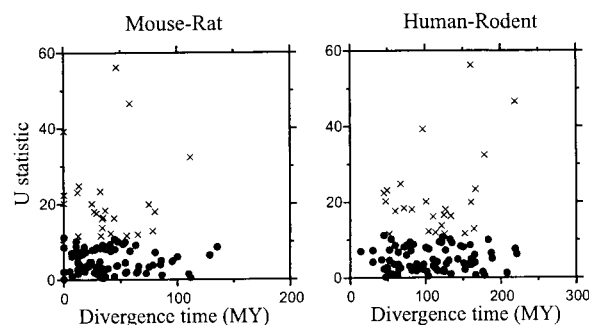 Mouse-Rat Human-Rodent
60 60
40 40
20 20
0 0
0 100 200 0 100 200 300
U statistic
Divergence time (MY) Divergence time (MY)